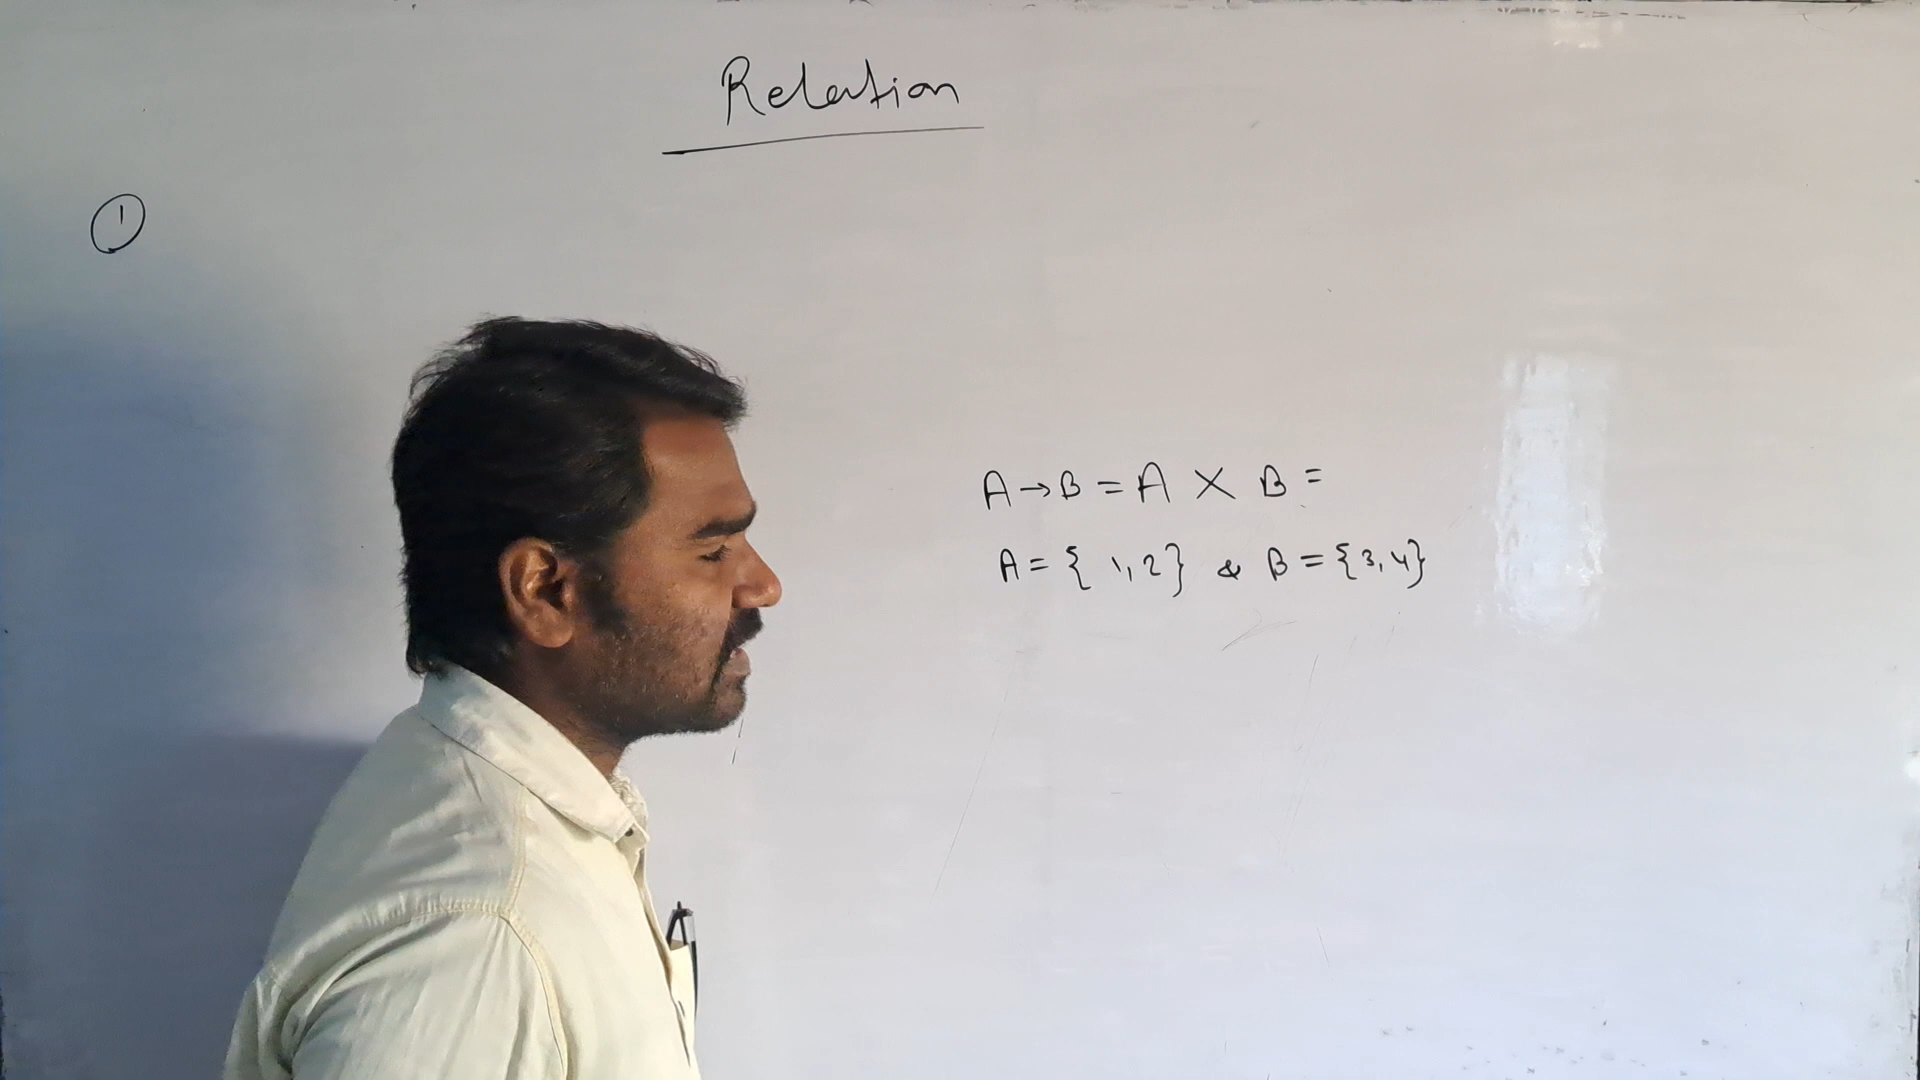 Relation
①
A→B = A X B =
A = { 1, 2 } & B = {3, 4}